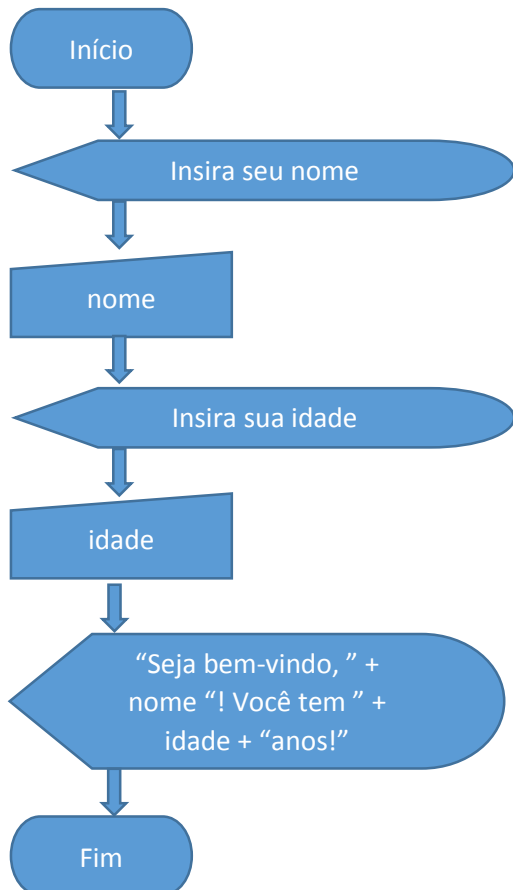 Início
Insira seu nome
nome
Insira sua idade
idade
“Seja bem-vindo, ” +
nome “! Você tem ” +
idade + “anos!”
Fim